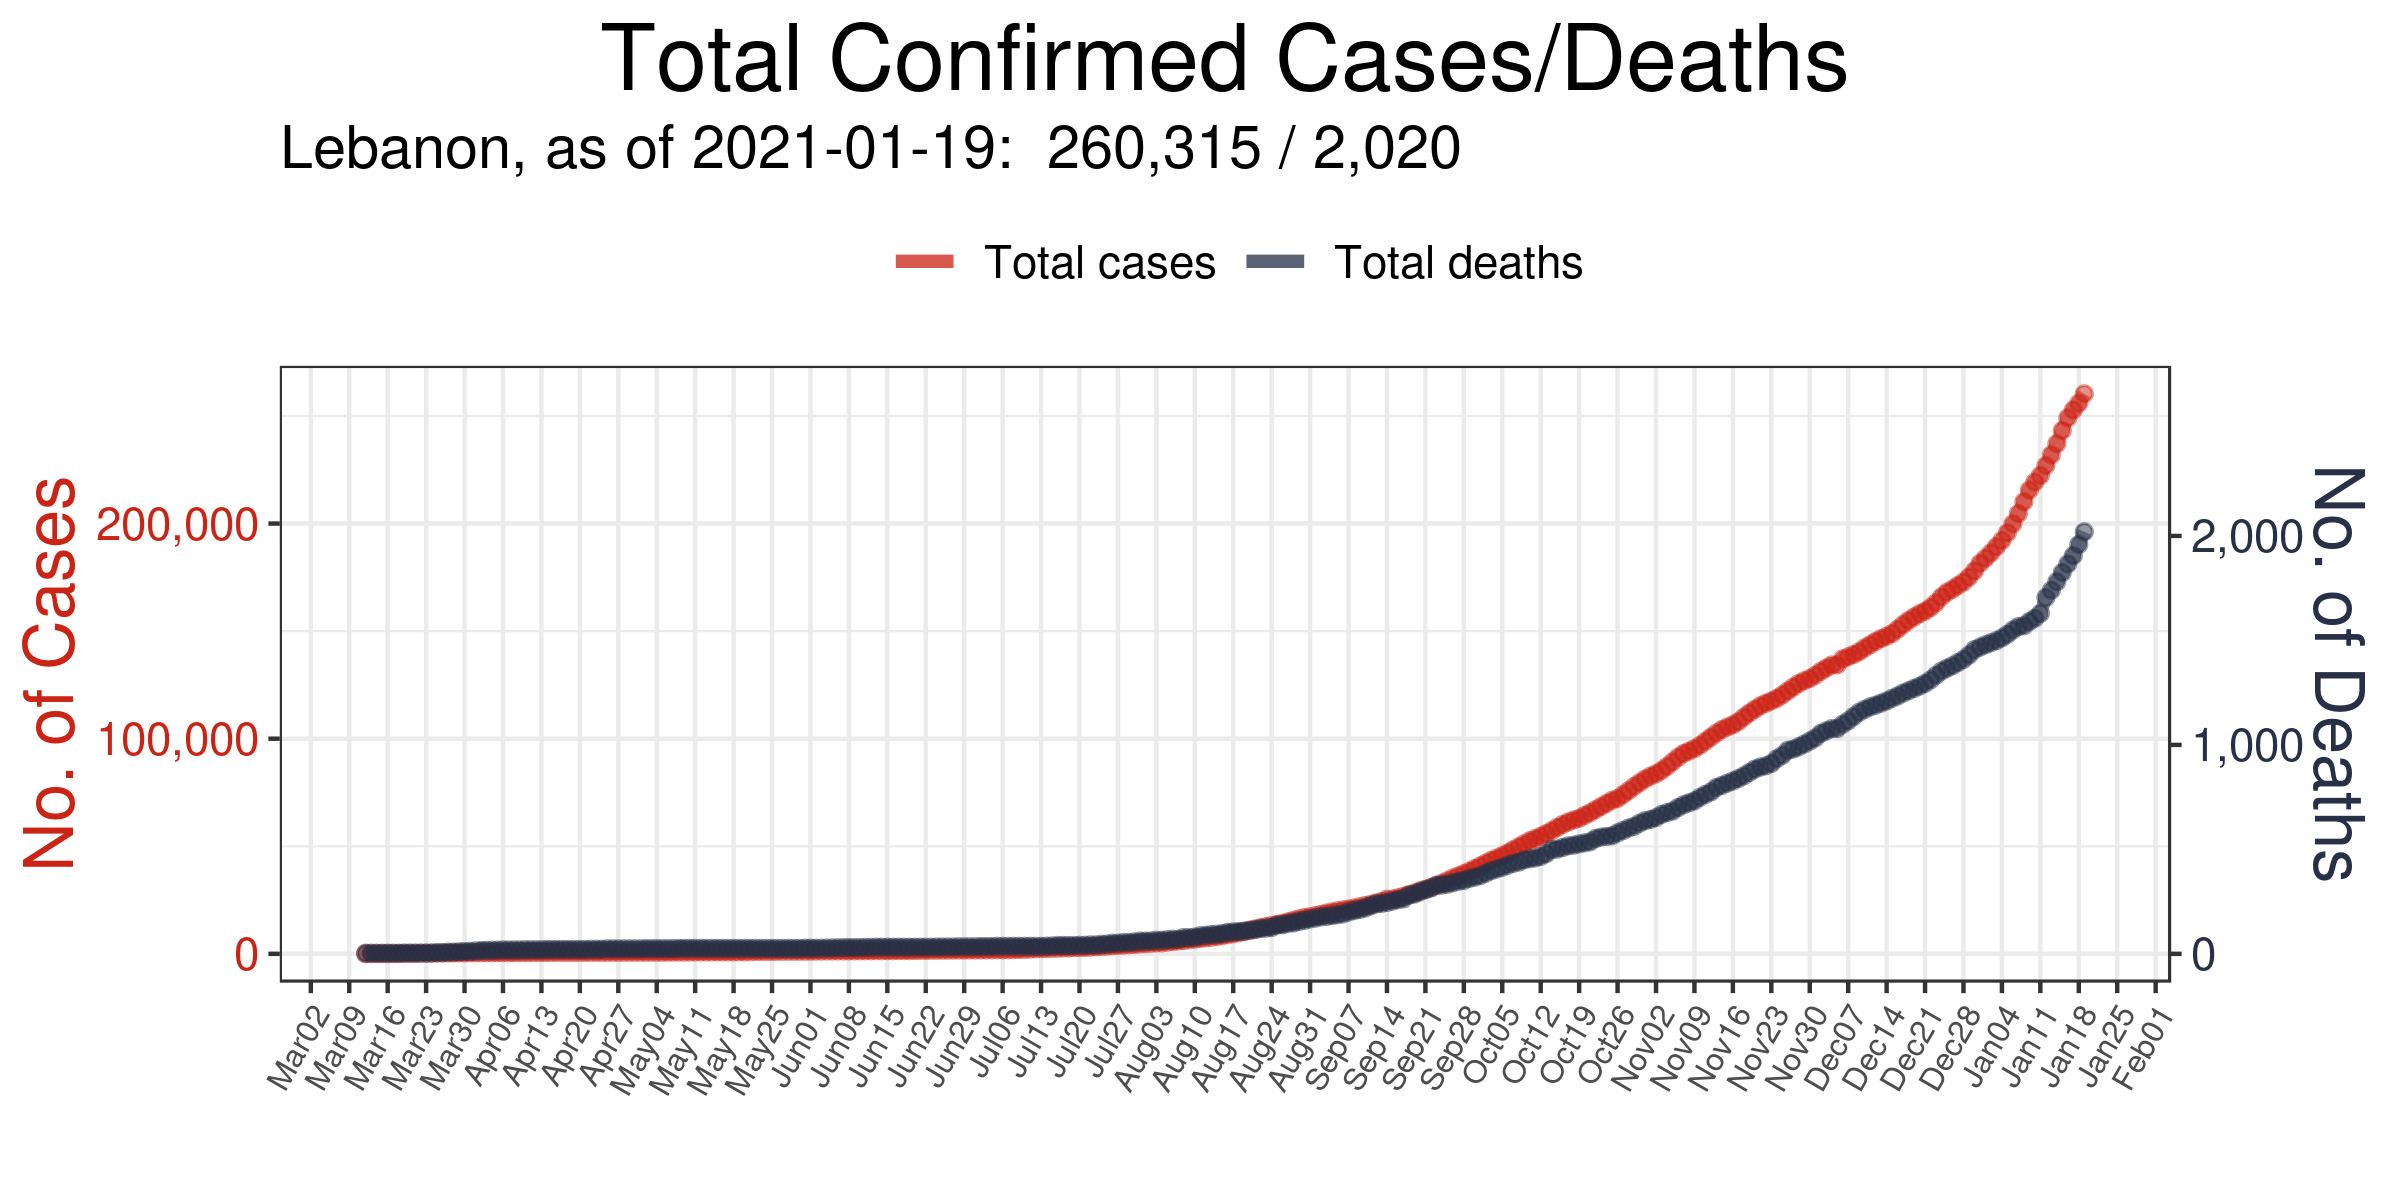 Total Confirmed Cases/Deaths
Lebanon, as of 2021-01-19:  260,315 / 2,020
Total cases
Total deaths
No. of Cases
200,000
100,000
0
2,000
1,000
0
No. of Deaths
Mar02
Mar09
Mar16
Mar23
Mar30
Apr06
Apr13
Apr20
Apr27
May04
May11
May18
May25
Jun01
Jun08
Jun15
Jun22
Jun29
Jul06
Jul13
Jul20
Jul27
Aug03
Aug10
Aug17
Aug24
Aug31
Sep07
Sep14
Sep21
Sep28
Oct05
Oct12
Oct19
Oct26
Nov02
Nov09
Nov16
Nov23
Nov30
Dec07
Dec14
Dec21
Dec28
Jan04
Jan11
Jan18
Jan25
Feb01